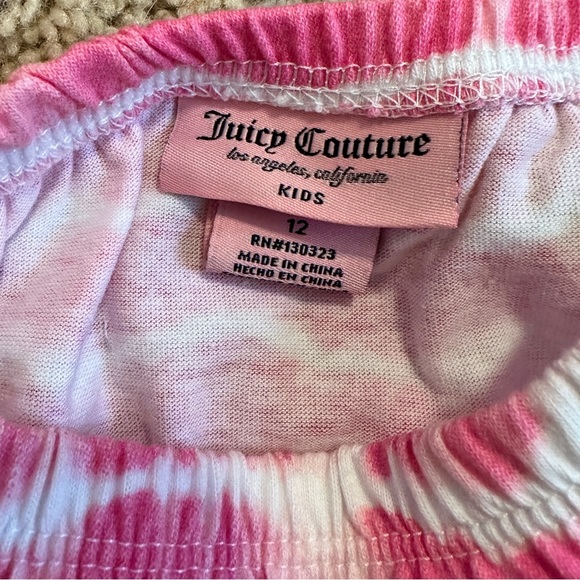 Juicy Couture
los angeles, california
KIDS
12
RN#130323
MADE IN CHINA
HECHO EN CHINA